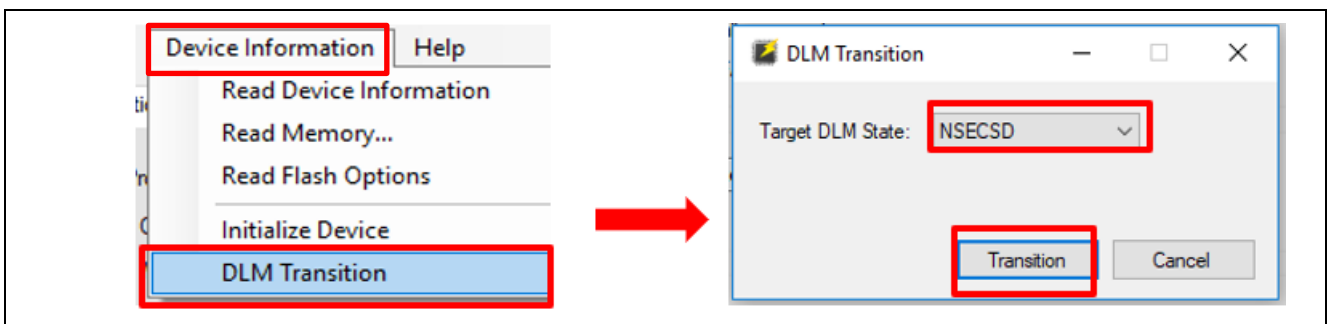 Device Information Help
Read Device Information
Read Memory...
Read Flash Options
Initialize Device
DLM Transition
DLM Transition
Target DLM State: NSECSD
Transition Cancel